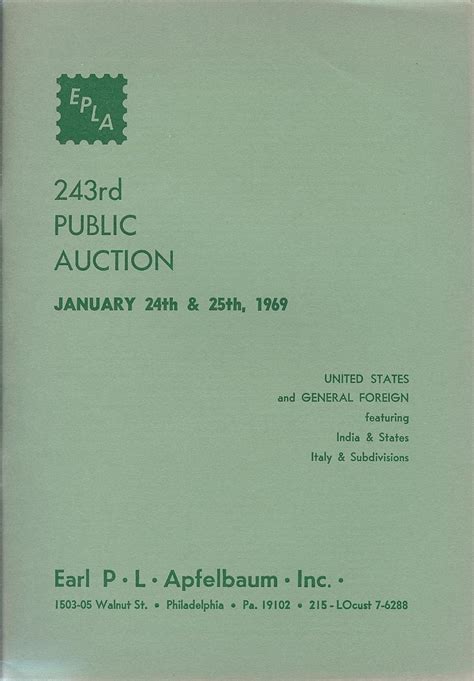 EPLA
243rd
PUBLIC
AUCTION
JANUARY 24th & 25th, 1969
UNITED STATES
and GENERAL FOREIGN
featuring
India & States
Italy & Subdivisions
Earl P · L · Apfelbaum · Inc. ·
1503-05 Walnut St. • Philadelphia • Pa. 19102 • 215 - LOcust 7-6288